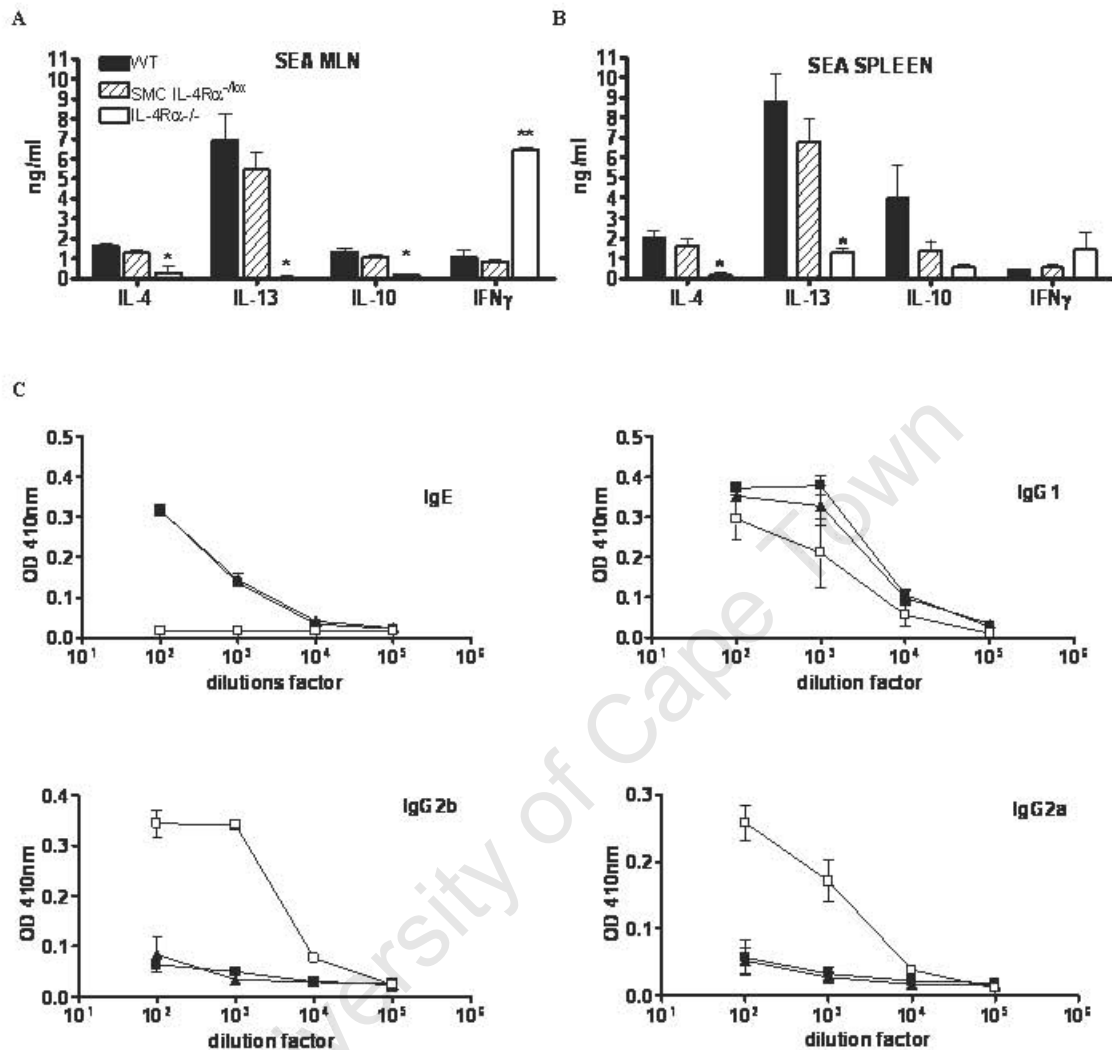 A
SEA MLN
WT
SMC IL-4Rα-/lox
IL-4Rα-/-
ng/ml
11
10
9
8
7
6
5
4
3
2
1
0
*
*
*
**
IL-4
IL-13
IL-10
IFNγ
B
SEA SPLEEN
ng/ml
11
10
9
8
7
6
5
4
3
2
1
0
*
*
IL-4
IL-13
IL-10
IFNγ
C
IgE
OD 410nm
0.5
0.4
0.3
0.2
0.1
0.0
10¹ 10² 10³ 10⁴ 10⁵ 10⁶
dilutions factor
IgG1
OD 410nm
0.5
0.4
0.3
0.2
0.1
0.0
10¹ 10² 10³ 10⁴ 10⁵ 10⁶
dilution factor
IgG2b
OD 410nm
0.4
0.3
0.2
0.1
0.0
10¹ 10² 10³ 10⁴ 10⁵ 10⁶
dilution factor
IgG2a
OD 410nm
0.3
0.2
0.1
0.0
10¹ 10² 10³ 10⁴ 10⁵ 10⁶
dilution factor
versity of Cape Town